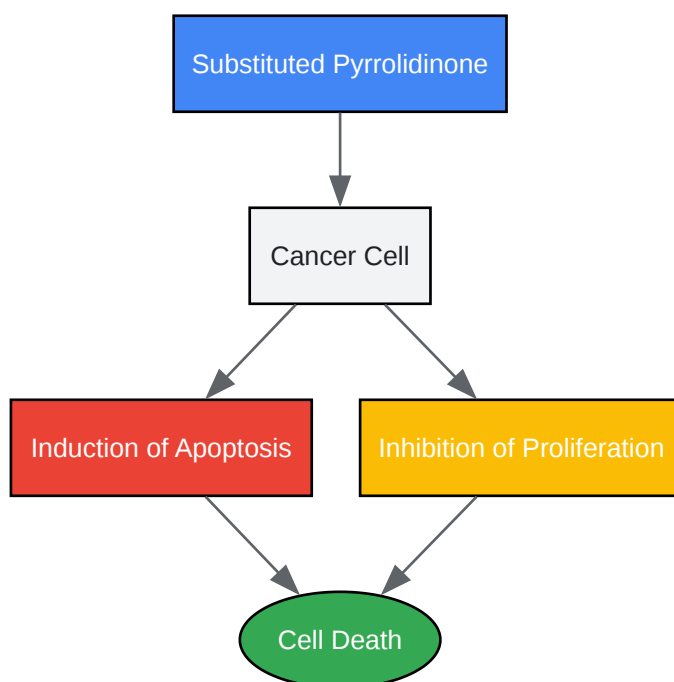 Substituted Pyrrolidinone
Cancer Cell
Induction of Apoptosis
Inhibition of Proliferation
Cell Death